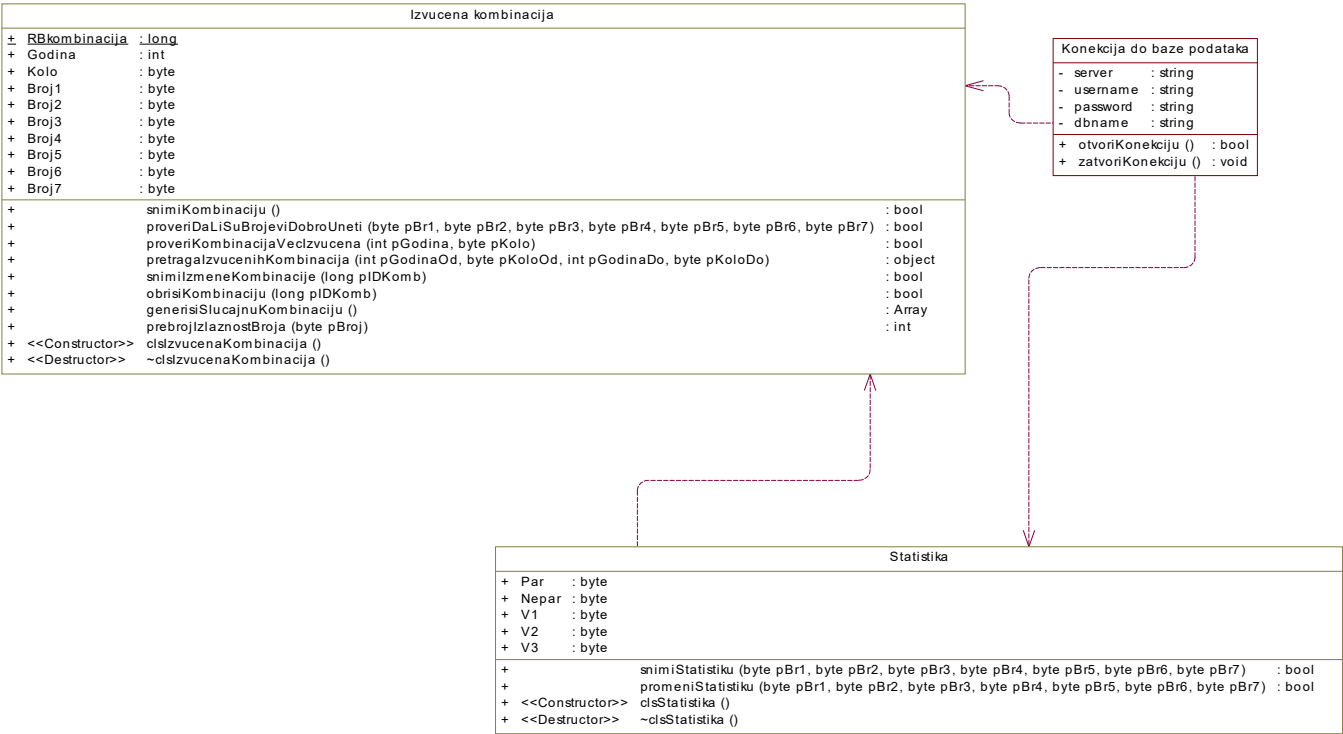 Izvucena kombinacija
+ RBkombinacija : long
+ Godina : int
+ Kolo : byte
+ Broj1 : byte
+ Broj2 : byte
+ Broj3 : byte
+ Broj4 : byte
+ Broj5 : byte
+ Broj6 : byte
+ Broj7 : byte
+ snimiKombinaciju () : bool
+ proveriDaLiSuBrojeviDobroUneti (byte pBr1, byte pBr2, byte pBr3, byte pBr4, byte pBr5, byte pBr6, byte pBr7) : bool
+ proveriKombinacijaVecIzvucena (int pGodina, byte pKolo) : bool
+ pretragaIzvucenihKombinacija (int pGodinaOd, byte pKoloOd, int pGodinaDo, byte pKoloDo) : object
+ snimiIzmeneKombinacije (long pIDKomb) : bool
+ obrisiKombinaciju (long pIDKomb) : bool
+ generisiSlucajnuKombinaciju () : Array
+ prebrojIzlaznostBroja (byte pBroj) : int
+ <<Constructor>> clsIzvucenaKombinacija ()
+ <<Destructor>> ~clsIzvucenaKombinacija ()
Konekcija do baze podataka
- server : string
- username : string
- password : string
- dbname : string
+ otvoriKonekciju () : bool
+ zatvoriKonekciju () : void
Statistika
+ Par : byte
+ Nepar : byte
+ V1 : byte
+ V2 : byte
+ V3 : byte
+ snimiStatistiku (byte pBr1, byte pBr2, byte pBr3, byte pBr4, byte pBr5, byte pBr6, byte pBr7) : bool
+ promeniStatistiku (byte pBr1, byte pBr2, byte pBr3, byte pBr4, byte pBr5, byte pBr6, byte pBr7) : bool
+ <<Constructor>> clsStatistika ()
+ <<Destructor>> ~clsStatistika ()